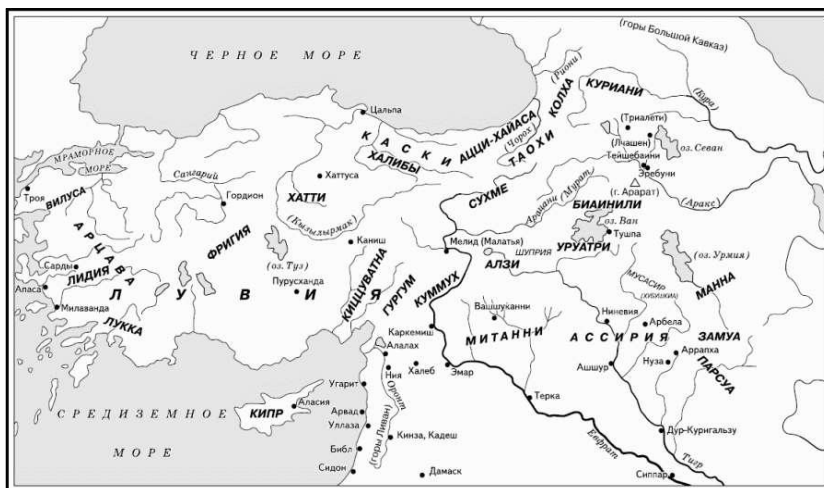 ЧЕРНОЕ МОРЕ
(горы Большой Кавказ)
(Риони)
КОЛХА
КУРИАНИ
(Кура)
Цальпа
КАСКИ
АЦЦИ-ХАЙАСА
(Чорох)
ТАОХИ
(Триалети)
(Лчашен)
оз. Севан
Тейшебаини
Эребуни
МРАМОРНОЕ
МОРЕ
Сангарий
Хаттуса
ХАЛИБЫ
Троя
ВИЛУСА
Гордион
ХАТТИ
СУХМЕ
Арацани (Мурат)
(г. Арарат)
(Аракс)
БИАИНИЛИ
оз. Ван
Тушпа
АРЦАВА
ФРИГИЯ
(Кызылырмак)
Каниш
Мелид (Малатья)
ШУПРИЯ
УРУАТРИ
АЛЗИ
(оз. Урмия)
Сарды
ЛИДИЯ
(оз. Туз)
Апаса
ЛУВИЯ
Пурусханда
КИЦЦУВАТНА
ГУРГУМ
КУММУХ
МУСАСИР
(ХУБУШКИЯ)
МАННА
Милаванда
ЛУККА
Вашшуканни
Ниневия
Арбела
Каркемиш
МИТАННИ
АССИРИЯ
ЗАМУА
Алалах
Аррапха
Ния
Халеб
Эмар
Ашшур
Нуза
ПАРСУА
Угарит
Оронт
СРЕДИЗЕМНОЕ
МОРЕ
КИПР
Аласия
Арвад
Терка
Уллаза
(горы Ливан)
Кинза, Кадеш
Дур-Куригальзу
Библ
Евфрат
Тигр
Сидон
Дамаск
Сиппар